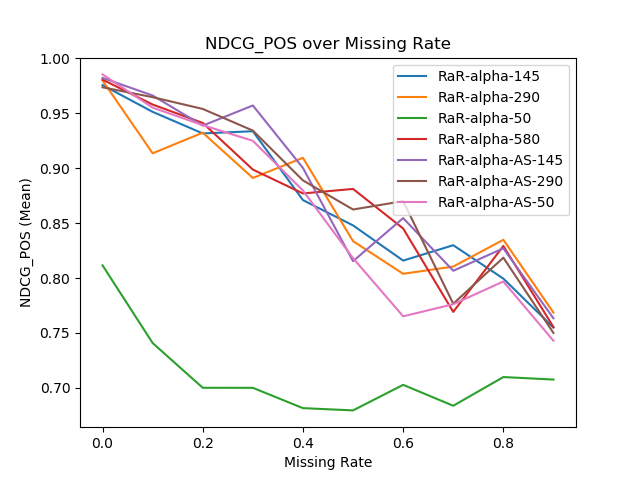 NDCG_POS over Missing Rate
1.00
0.95
0.90
0.85
0.80
0.75
0.70
NDCG_POS (Mean)
RaR-alpha-145
RaR-alpha-290
RaR-alpha-50
RaR-alpha-580
RaR-alpha-AS-145
RaR-alpha-AS-290
RaR-alpha-AS-50
0.0 0.2 0.4 0.6 0.8
Missing Rate